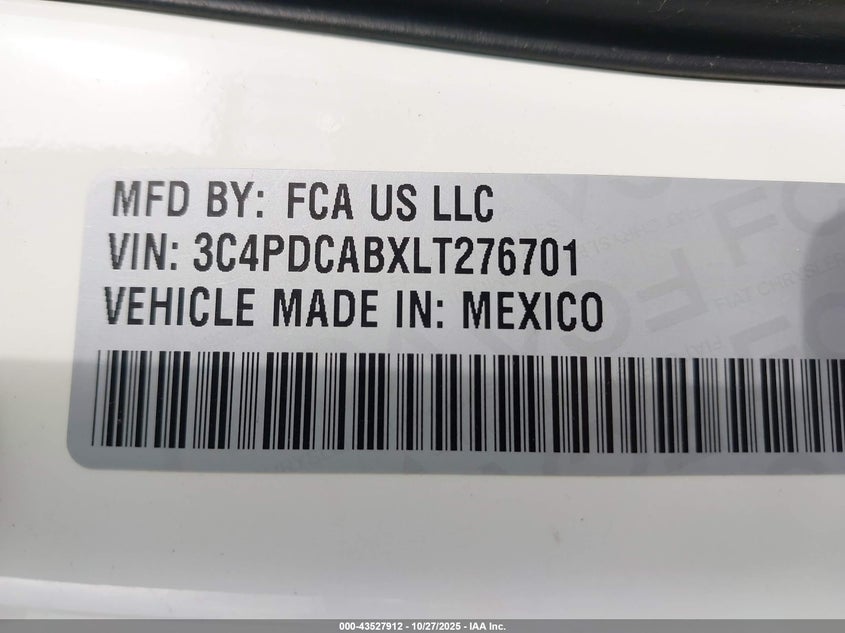 MFD BY: FCA US LLC
VIN: 3C4PDCABXLT276701
VEHICLE MADE IN: MEXICO
000-43527912 | 10/27/2025 - IAA Inc.